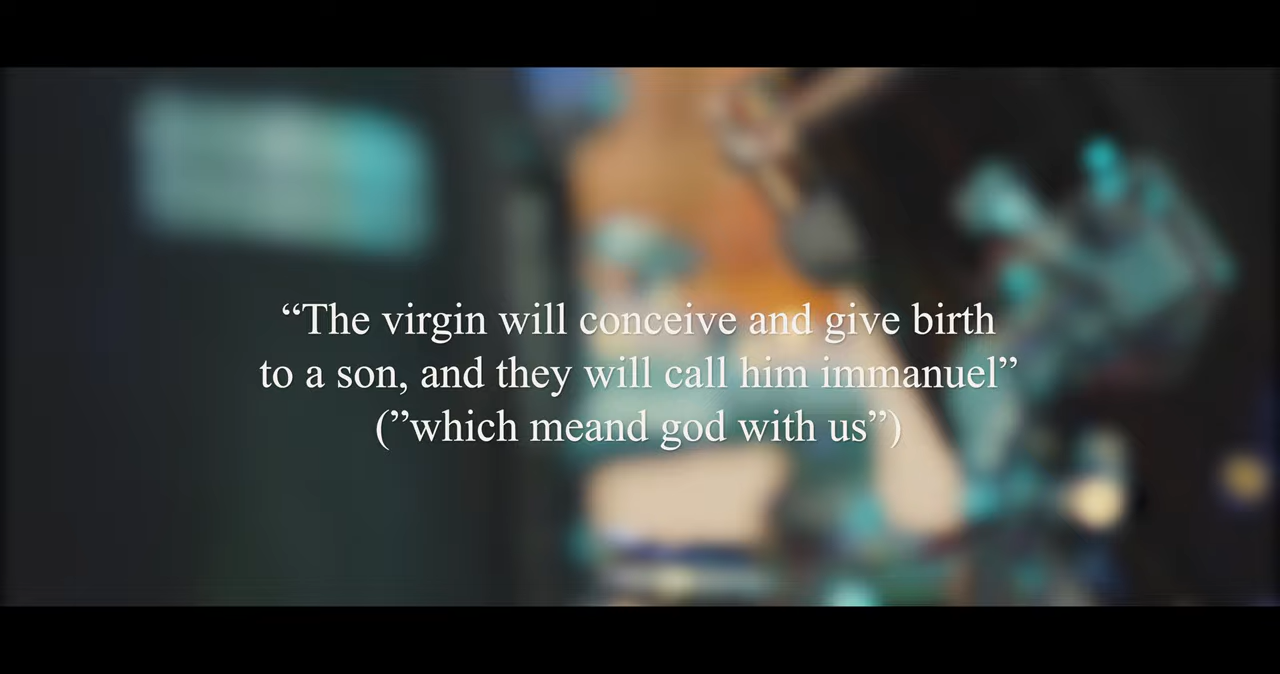 “The virgin will conceive and give birth
to a son, and they will call him immanuel”
(”which meand god with us”)